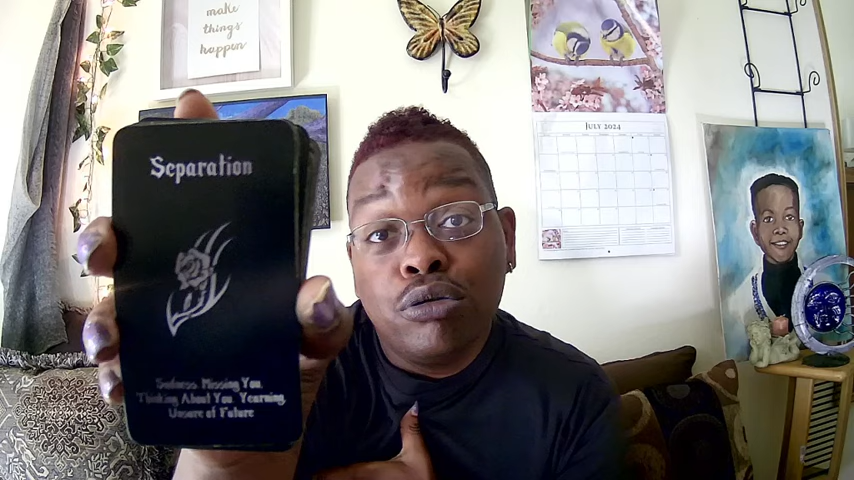 make
things
happen
JULY 2024
Separation
Sadness. Missing You.
Thinking About You. Yearning.
Unsure of Future